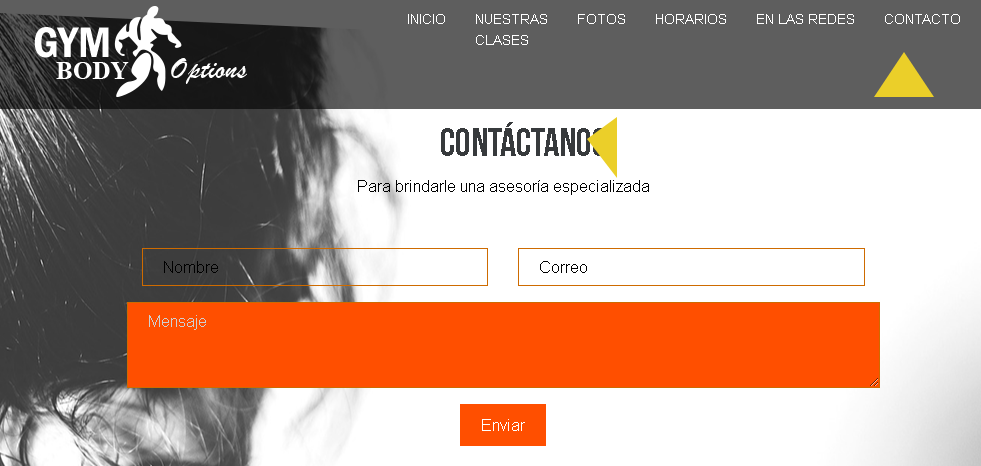 GYM
BODY Options
INICIO NUESTRAS CLASES FOTOS HORARIOS EN LAS REDES CONTACTO
CONTÁCTANOS
Para brindarle una asesoría especializada
Nombre Correo
Mensaje
Enviar